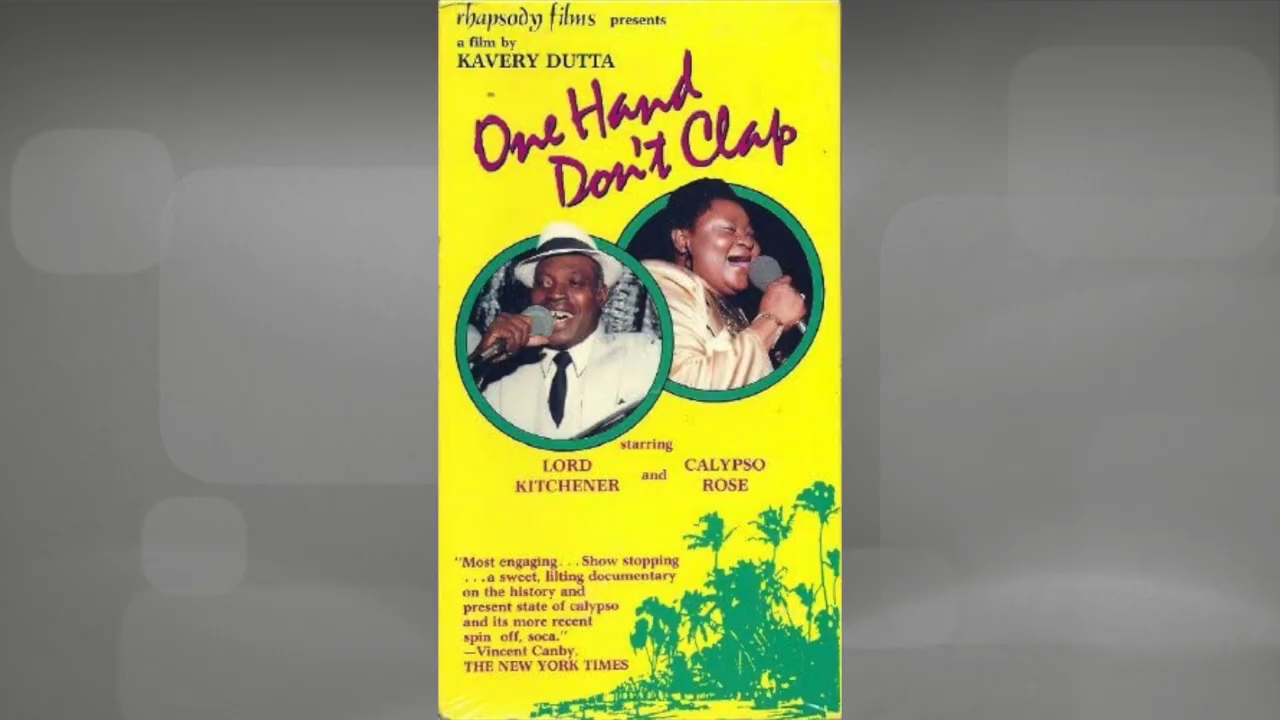 rhapsody films presents
a film by
KAVERY DUTTA
One Hand
Don't Clap
starring
LORD
KITCHENER
and
CALYPSO
ROSE
"Most engaging...Show stopping
...a sweet, lilting documentary
on the history and
present state of calypso
and its more recent
spin off, soca."
—Vincent Canby,
THE NEW YORK TIMES